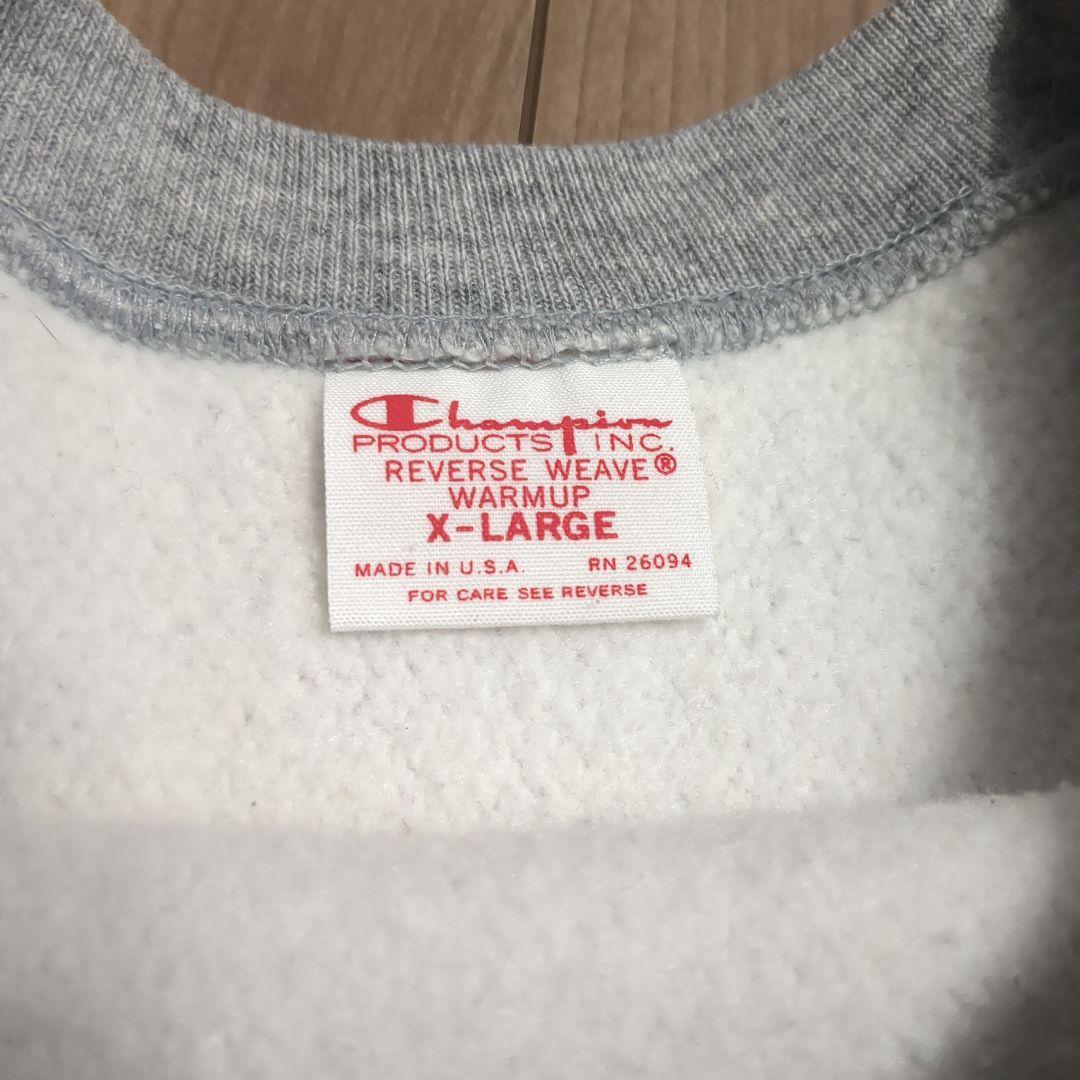 Champion
PRODUCTS INC.
REVERSE WEAVE®
WARMUP
X-LARGE
MADE IN U.S.A. RN 26094
FOR CARE SEE REVERSE